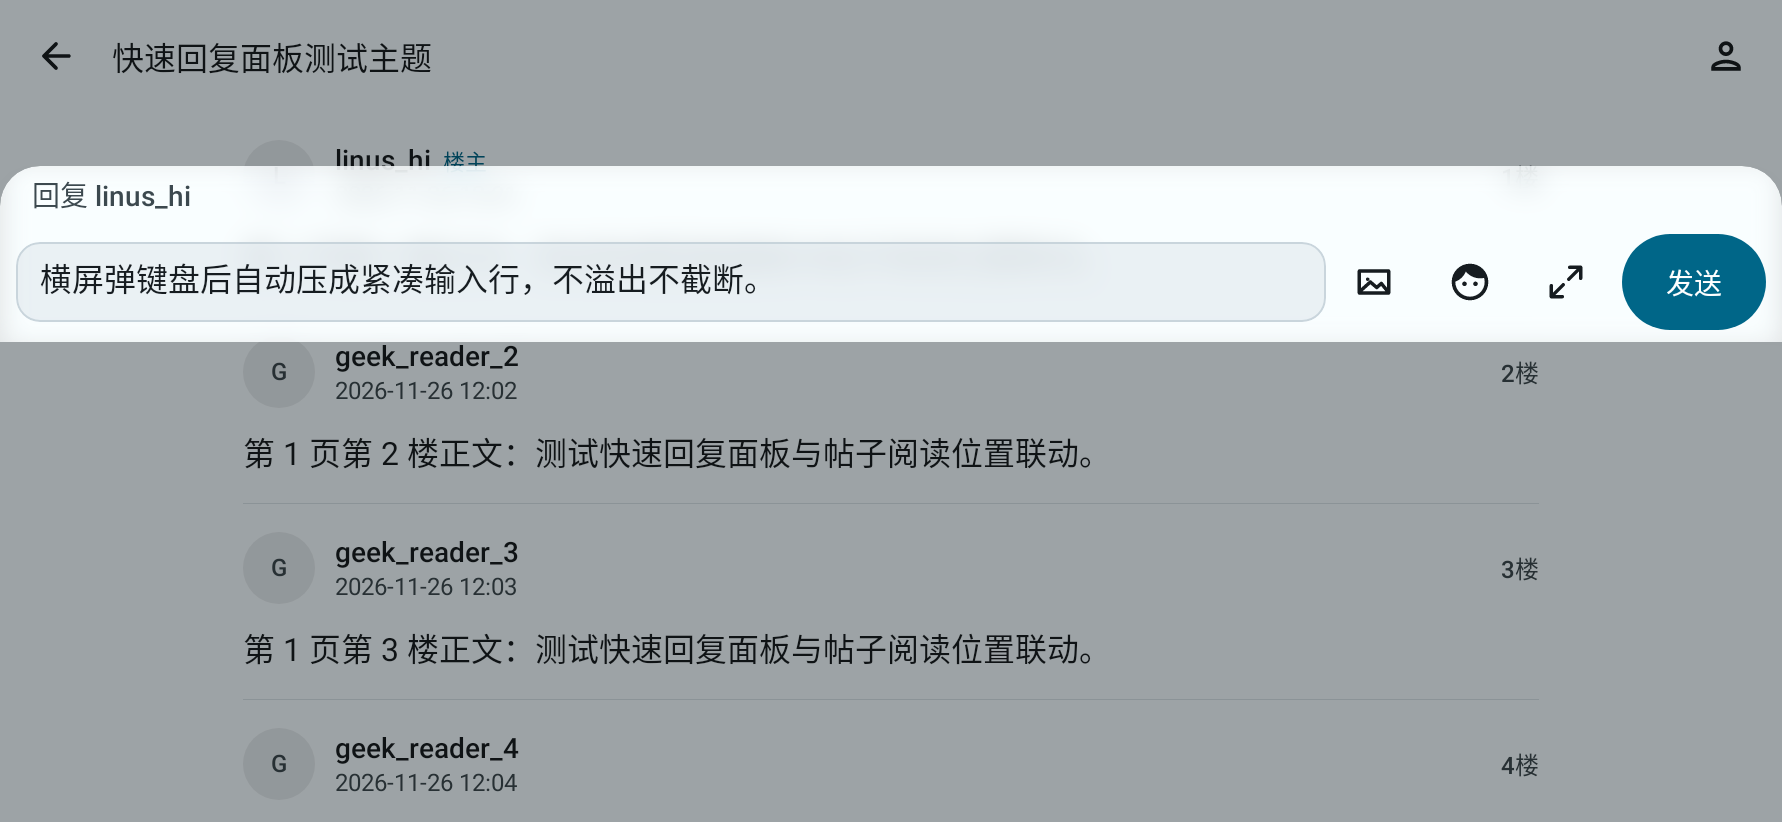 快速回复面板测试主题
linus_hi 楼主
1楼
回复 linus_hi
横屏弹键盘后自动压成紧凑输入行，不溢出不截断。
发送
G
geek_reader_2
2026-11-26 12:02
2楼
第 1 页第 2 楼正文：测试快速回复面板与帖子阅读位置联动。
G
geek_reader_3
2026-11-26 12:03
3楼
第 1 页第 3 楼正文：测试快速回复面板与帖子阅读位置联动。
G
geek_reader_4
2026-11-26 12:04
4楼